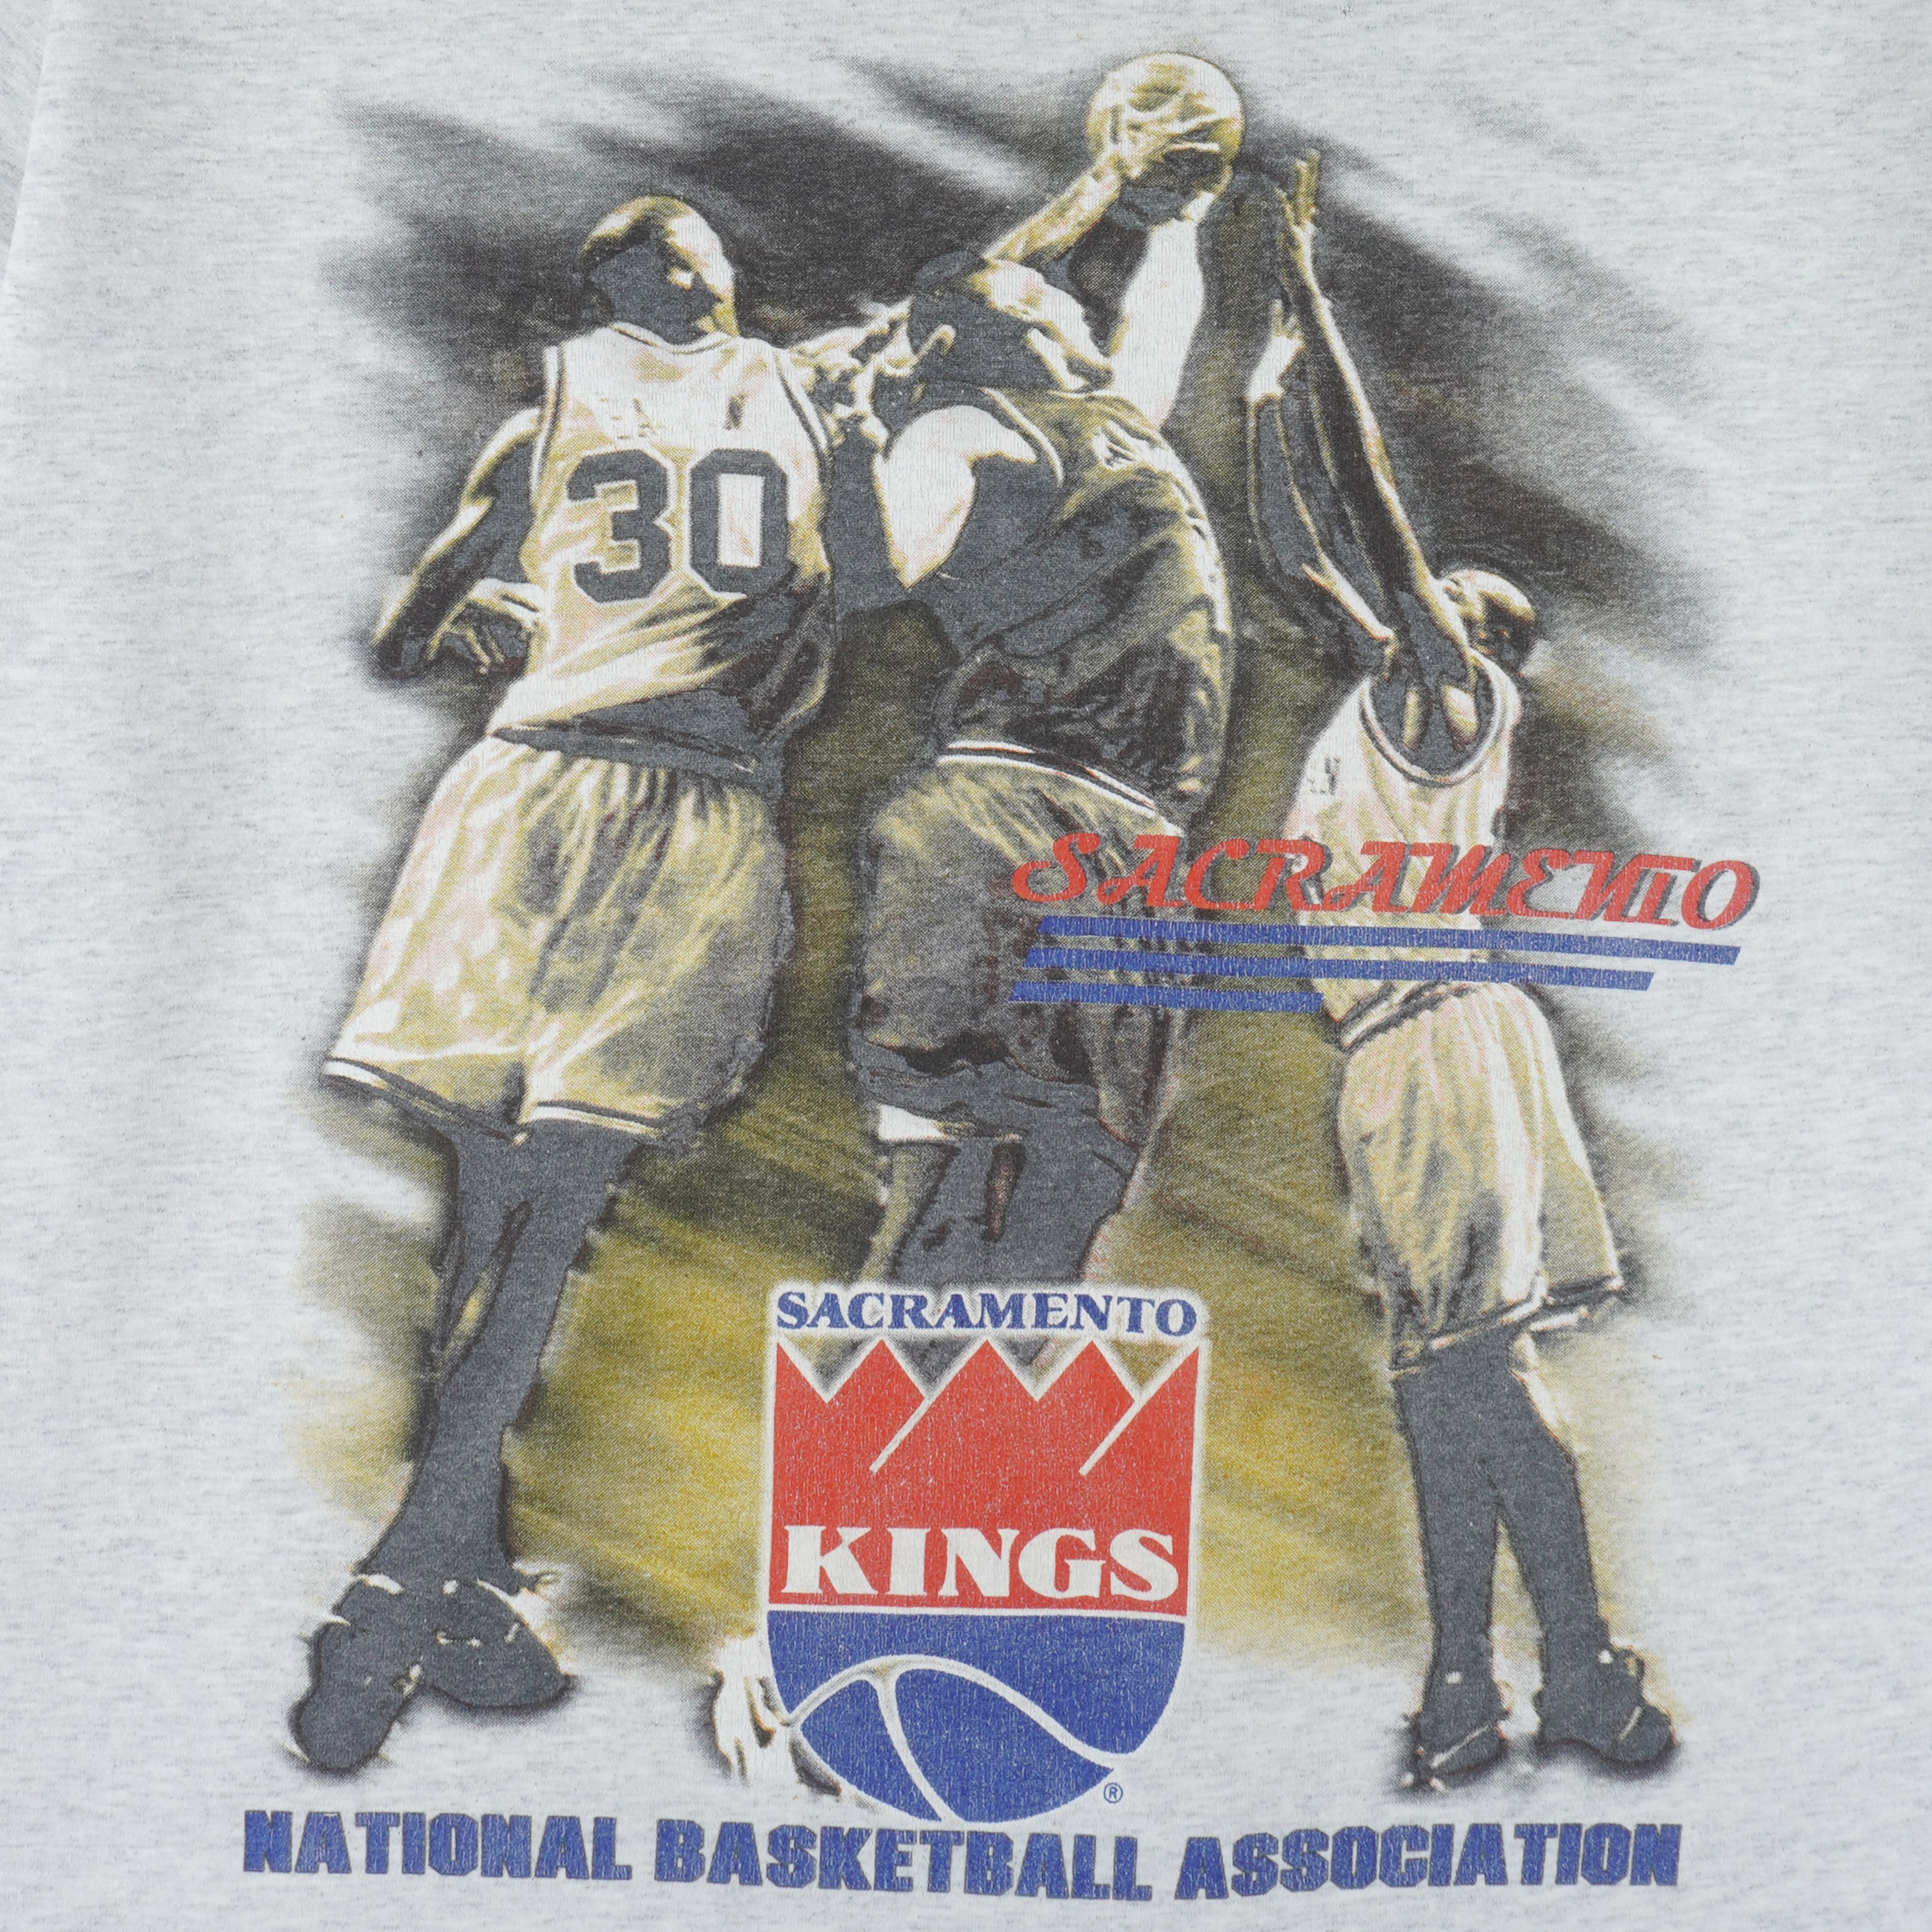 30
SACRAMENTO
SACRAMENTO
KINGS
®
NATIONAL BASKETBALL ASSOCIATION